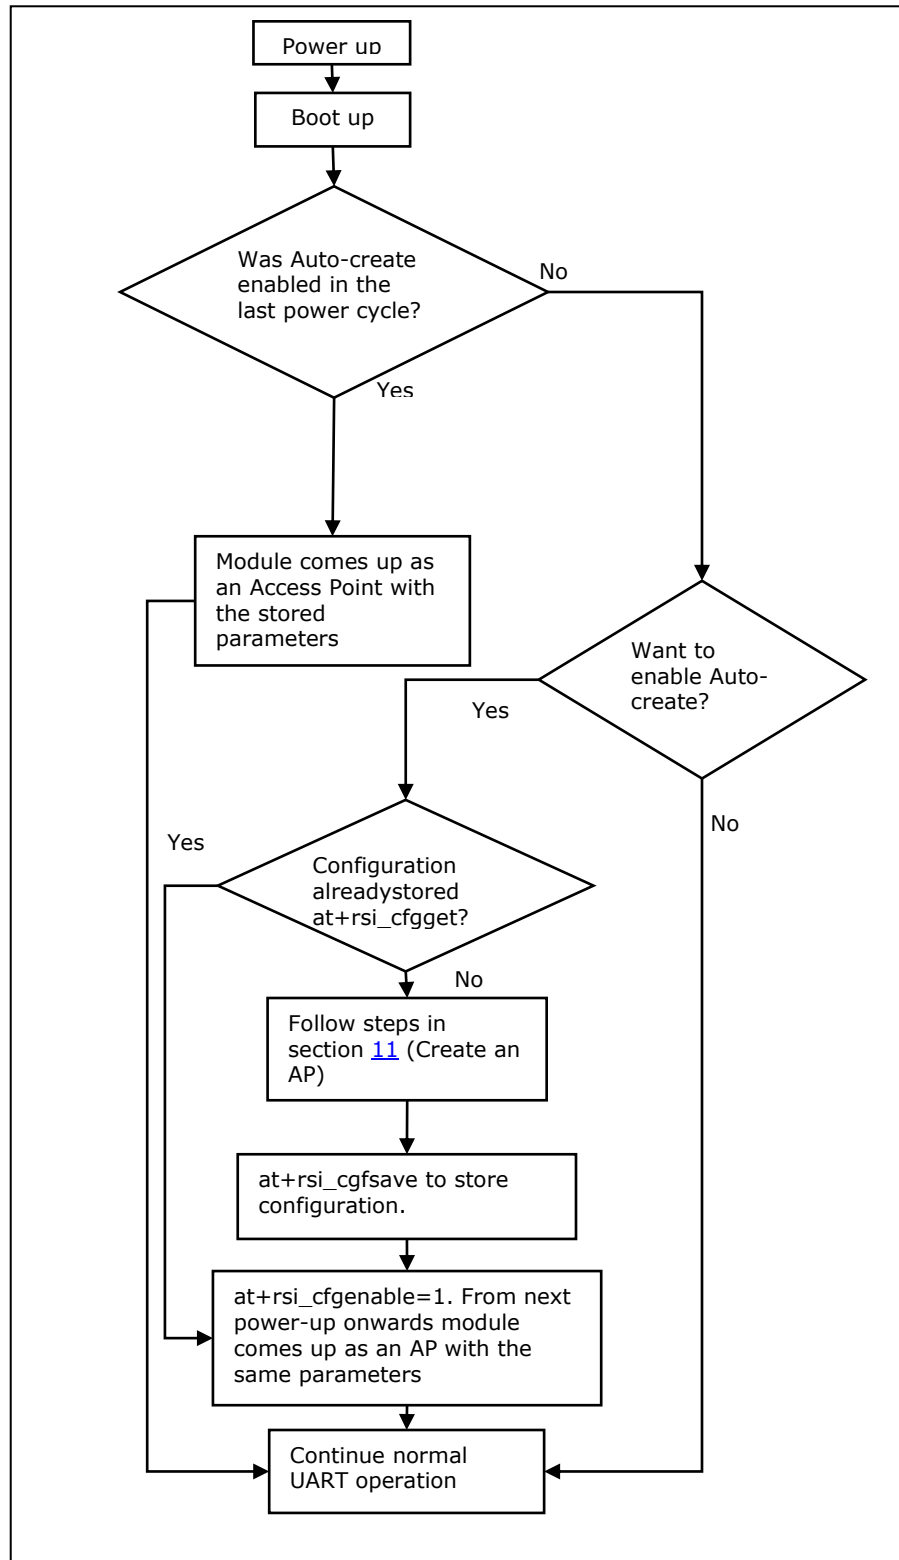 Power up
Boot up
Was Auto-create
enabled in the
last power cycle?
No
Yes
Module comes up as
an Access Point with
the stored
parameters
Want to
enable Auto-
create?
Yes
No
Yes
Configuration
alreadystored
at+rsi_cfgget?
No
Follow steps in
section 11 (Create an
AP)
at+rsi_cgfsave to store
configuration.
at+rsi_cfgenable=1. From next
power-up onwards module
comes up as an AP with the
same parameters
Continue normal
UART operation